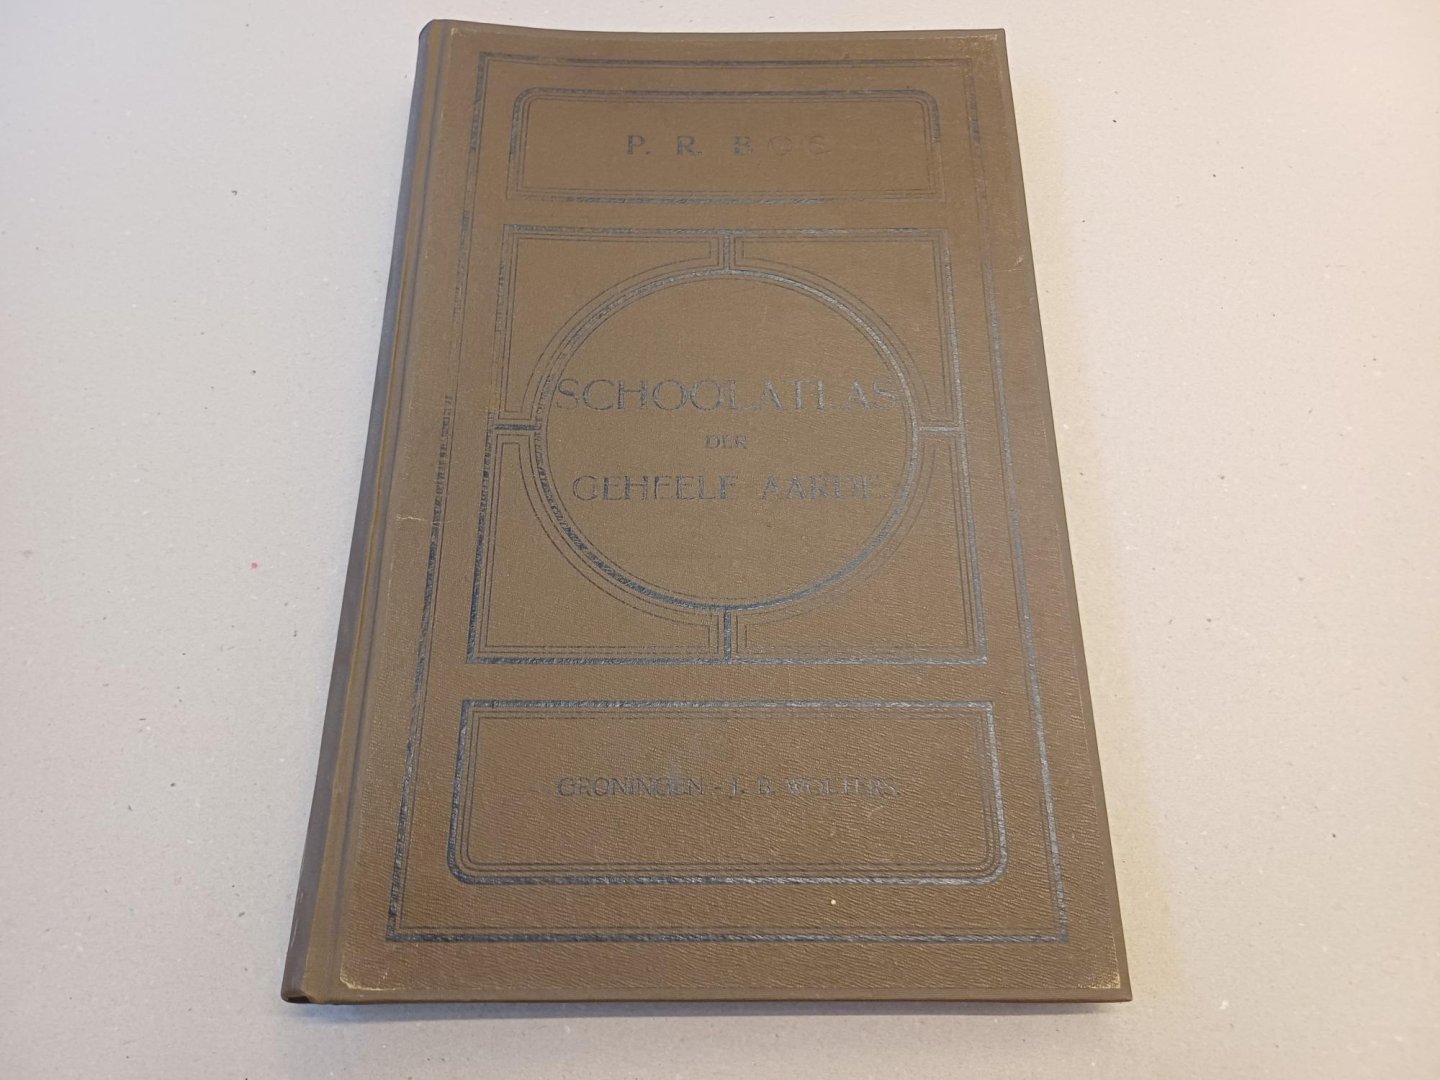 P. R. BOS
SCHOOLATLAS
DER
GEHEELE AARDE
GRONINGEN - J. B. WOLTERS.